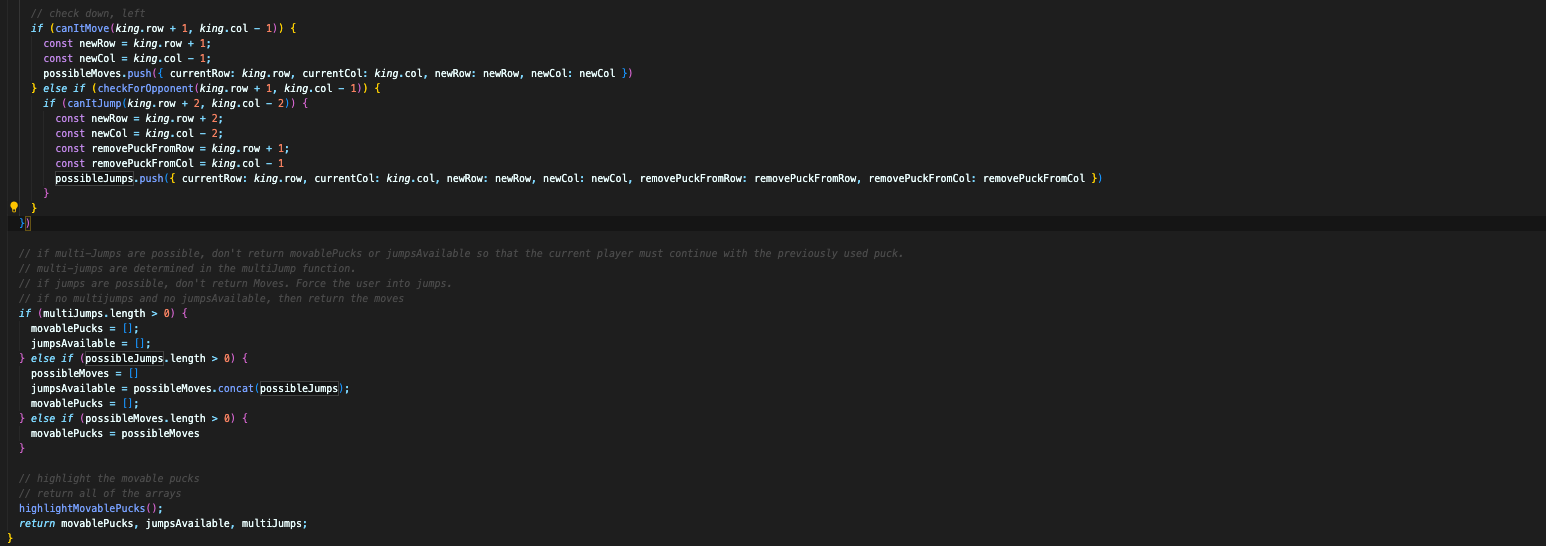 // check down, left
if (canItMove(king.row + 1, king.col - 1)) {
const newRow = king.row + 1;
const newCol = king.col - 1;
possibleMoves.push({ currentRow: king.row, currentCol: king.col, newRow: newRow, newCol: newCol })
} else if (checkForOpponent(king.row + 1, king.col - 1)) {
if (canItJump(king.row + 2, king.col - 2)) {
const newRow = king.row + 2;
const newCol = king.col - 2;
const removePuckFromRow = king.row + 1;
const removePuckFromCol = king.col - 1
possibleJumps.push({ currentRow: king.row, currentCol: king.col, newRow: newRow, newCol: newCol, removePuckFromRow: removePuckFromRow, removePuckFromCol: removePuckFromCol })
}
}
})
// if multi-Jumps are possible, don't return movablePucks or jumpsAvailable so that the current player must continue with the previously used puck.
// multi-jumps are determined in the multiJump function.
// if jumps are possible, don't return Moves. Force the user into jumps.
// if no multijumps and no jumpsAvailable, then return the moves
if (multiJumps.length > 0) {
movablePucks = [];
jumpsAvailable = [];
} else if (possibleJumps.length > 0) {
possibleMoves = []
jumpsAvailable = possibleMoves.concat(possibleJumps);
movablePucks = [];
} else if (possibleMoves.length > 0) {
movablePucks = possibleMoves
}
// highlight the movable pucks
// return all of the arrays
highlightMovablePucks();
return movablePucks, jumpsAvailable, multiJumps;
}